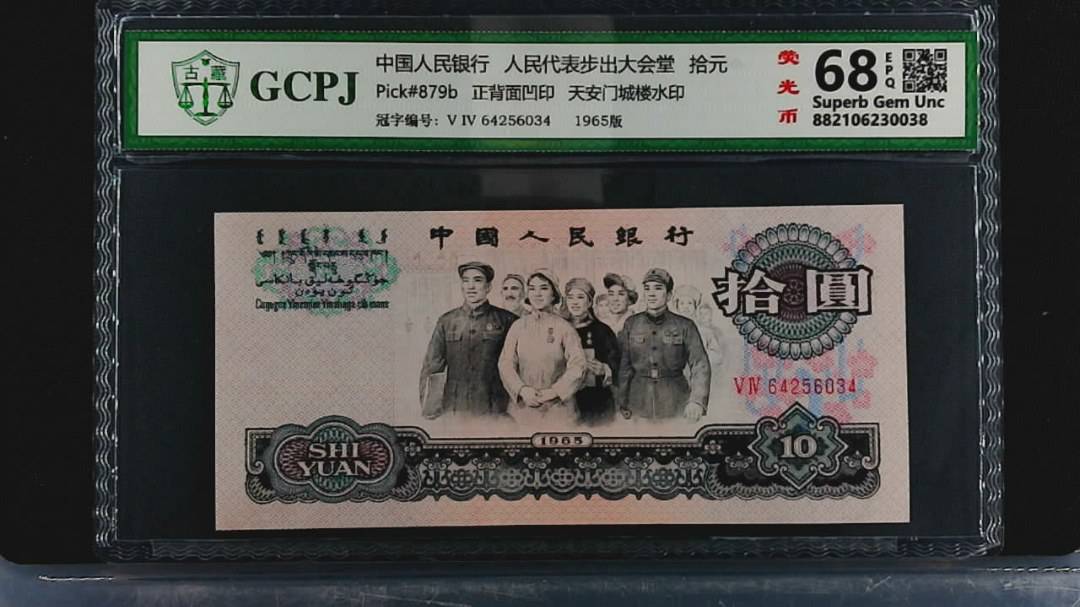 古藏
GCPJ
中国人民银行 人民代表步出大会堂 拾元
Pick#879b 正背面凹印 天安门城楼水印
冠字编号: V IV 64256034 1965版
荧光币
68
EPQ
Superb Gem Unc
882106230038
中國人民銀行
拾圓
V IV 64256034
1965
SHI
YUAN
10